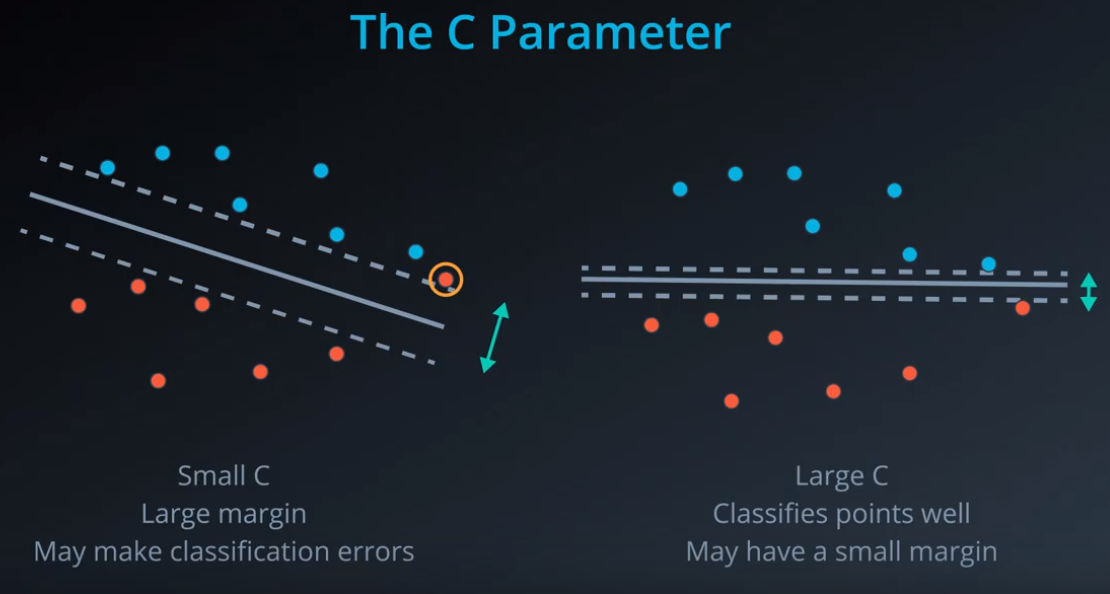 The C Parameter
Small C
Large margin
May make classification errors
Large C
Classifies points well
May have a small margin